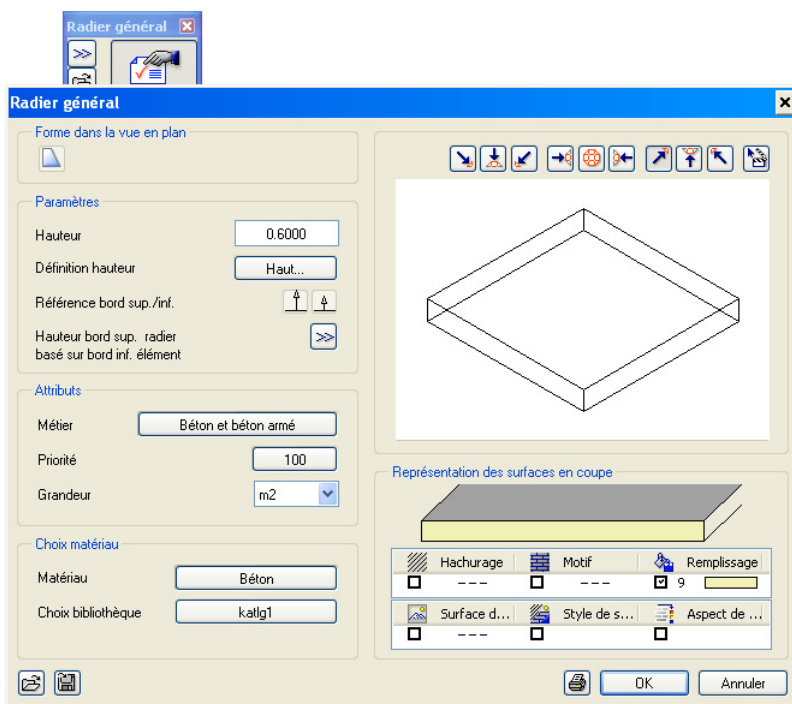 Radier général
Radier général
Forme dans la vue en plan
Paramètres
Hauteur 0.6000
Définition hauteur Haut...
Référence bord sup./inf.
Hauteur bord sup. radier
basé sur bord inf. élément
Attributs
Métier Béton et béton armé
Priorité 100
Grandeur m2
Choix matériau
Matériau Béton
Choix bibliothèque katlg1
Représentation des surfaces en coupe
Hachurage Motif Remplissage
--- --- 9
Surface d... Style de s... Aspect de ...
---
OK Annuler